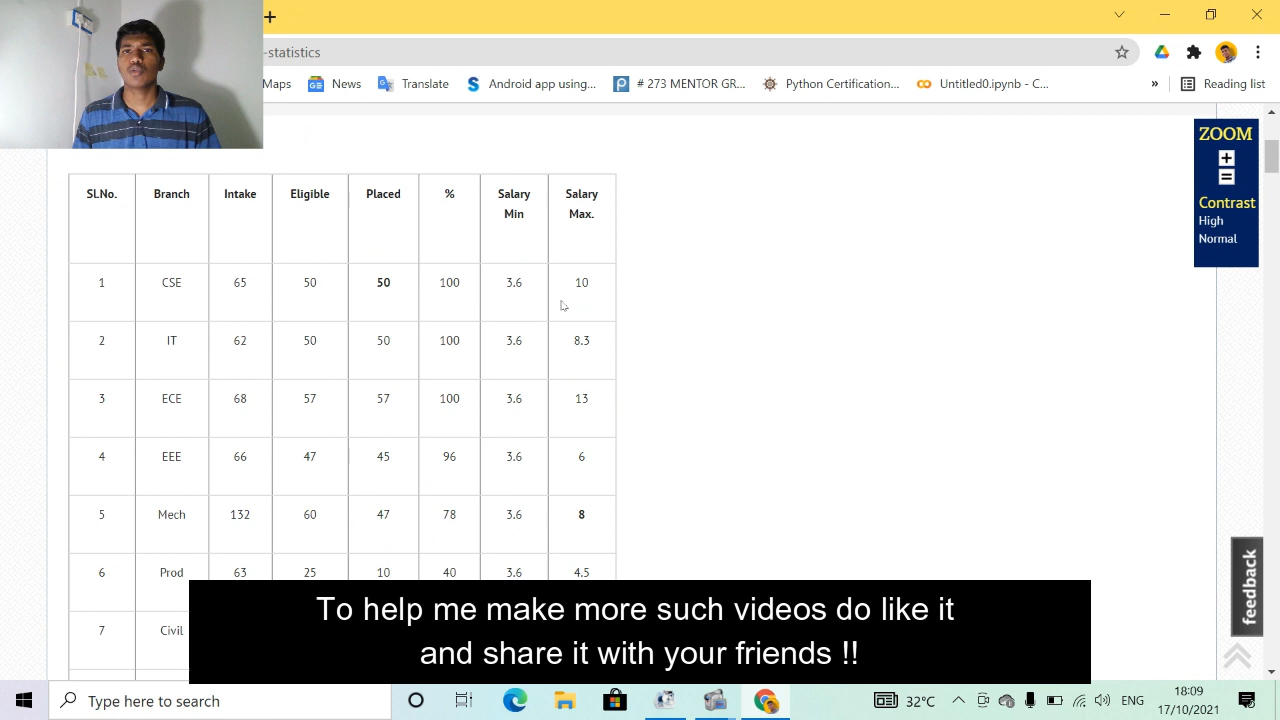 -statistics
Maps News Translate Android app using... # 273 MENTOR GR... Python Certification... Untitled0.ipynb - C... » Reading list
ZOOM
+
=
Contrast
High
Normal
Sl.No. Branch Intake Eligible Placed % Salary Min Salary Max.
1 CSE 65 50 50 100 3.6 10
2 IT 62 50 50 100 3.6 8.3
3 ECE 68 57 57 100 3.6 13
4 EEE 66 47 45 96 3.6 6
5 Mech 132 60 47 78 3.6 8
6 Prod 63 25 10 40 3.6 4.5
7 Civil
feedback
To help me make more such videos do like it
and share it with your friends !!
Type here to search 32°C ENG 18:09
17/10/2021